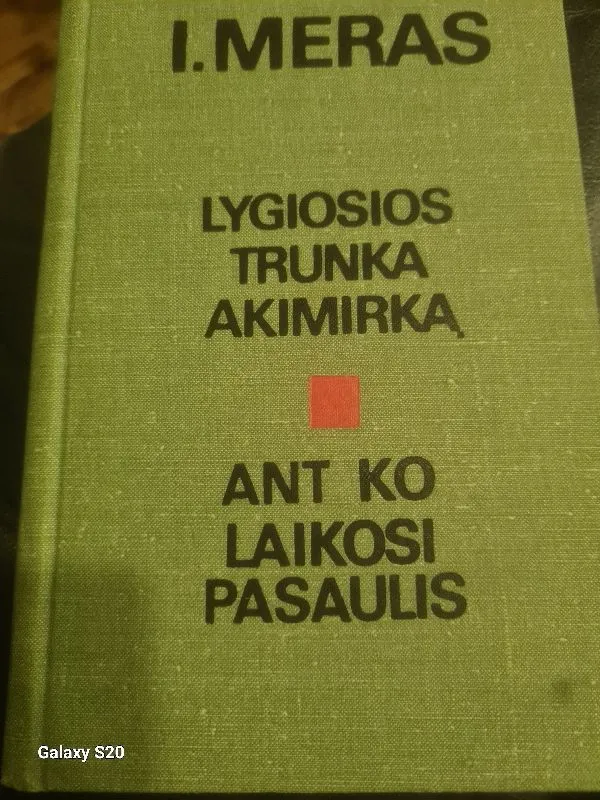 I. MERAS
LYGIOSIOS
TRUNKA
AKIMIRKĄ
ANT KO
LAIKOSI
PASAULIS
Galaxy S20